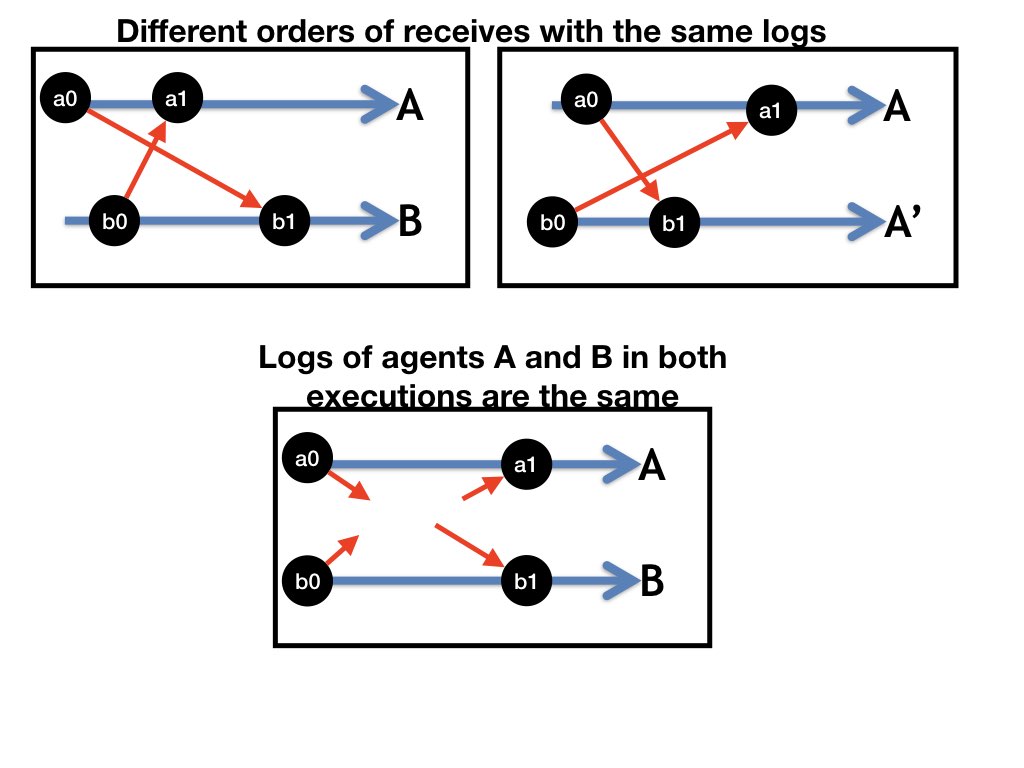 Different orders of receives with the same logs
a0 a1 A
b0 b1 B
a0 a1 A
b0 b1 A’
Logs of agents A and B in both
executions are the same
a0 a1 A
b0 b1 B